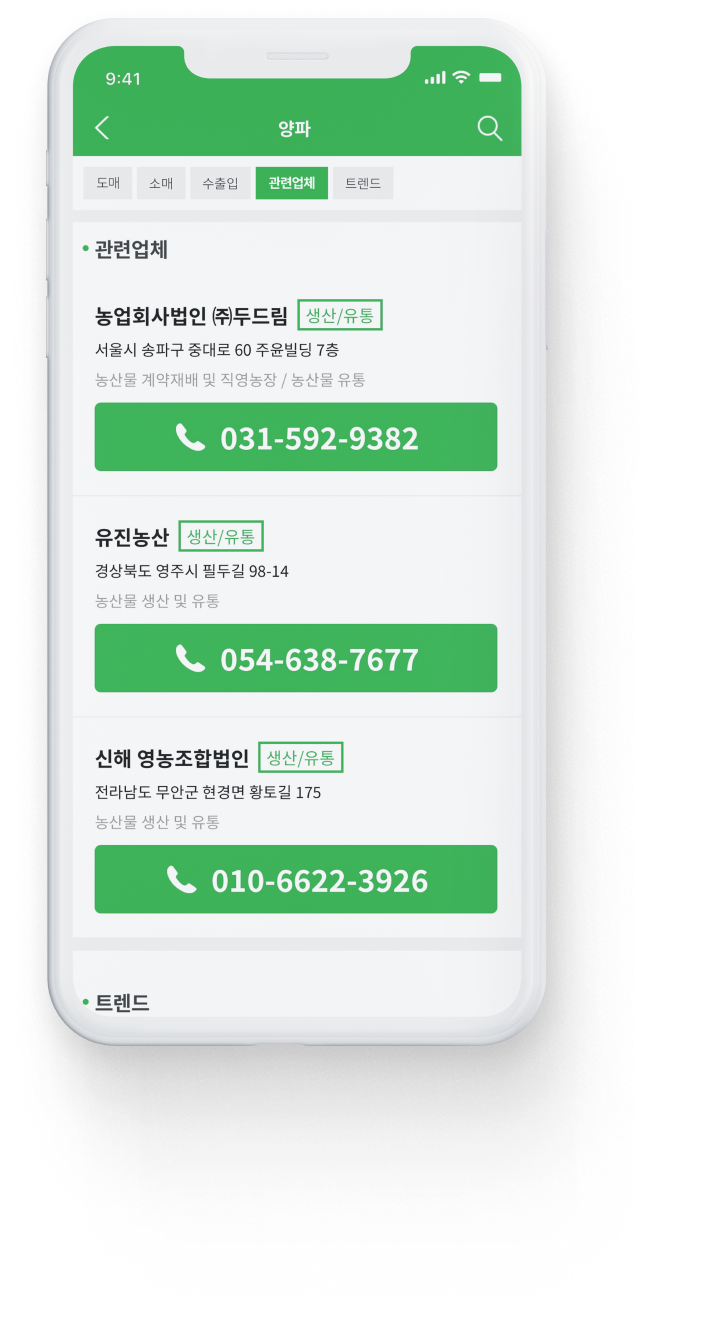 9:41
양파
도매 소매 수출입 관련업체 트렌드
• 관련업체
농업회사법인 ㈜두드림 생산/유통
서울시 송파구 중대로 60 주윤빌딩 7층
농산물 계약재배 및 직영농장 / 농산물 유통
031-592-9382
유진농산 생산/유통
경상북도 영주시 필두길 98-14
농산물 생산 및 유통
054-638-7677
신해 영농조합법인 생산/유통
전라남도 무안군 현경면 황토길 175
농산물 생산 및 유통
010-6622-3926
• 트렌드